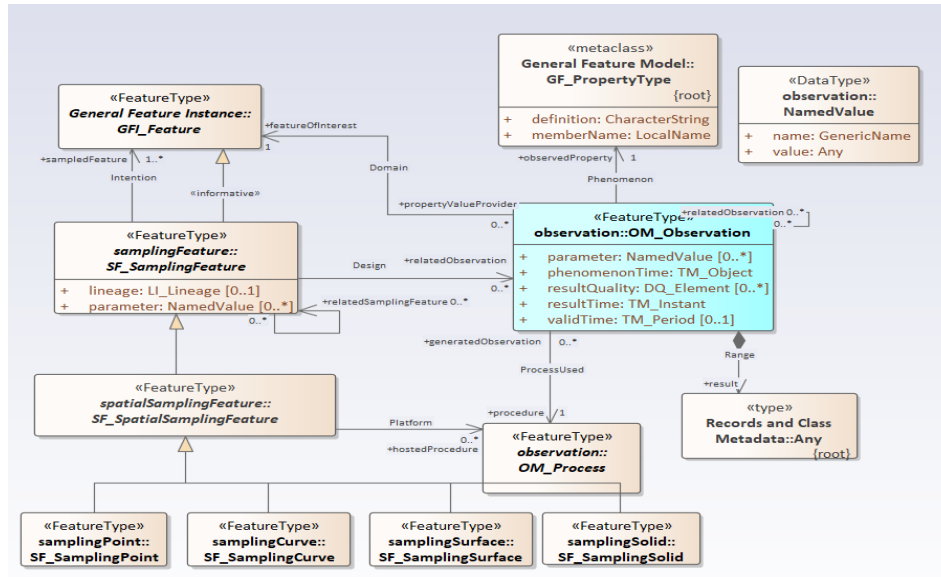 «metaclass»
General Feature Model::
GF_PropertyType
{root}
+ definition: CharacterString
+ memberName: LocalName
«DataType»
observation::
NamedValue
+ name: GenericName
+ value: Any
«FeatureType»
General Feature Instance::
GFI_Feature
+featureOfInterest
1
+sampledFeature
1..*
Intention
«informative»
Domain
+observedProperty
1
Phenomenon
+propertyValueProvider
0..*
«FeatureType»
observation::OM_Observation
+relatedObservation 0..*
0..*
+ parameter: NamedValue [0..*]
+ phenomenonTime: TM_Object
+ resultQuality: DQ_Element [0..*]
+ resultTime: TM_Instant
+ validTime: TM_Period [0..1]
«FeatureType»
samplingFeature::
SF_SamplingFeature
+ lineage: LI_Lineage [0..1]
+ parameter: NamedValue [0..*]
Design
+relatedObservation
0..*
+relatedSamplingFeature 0..*
0..*
+generatedObservation
0..*
ProcessUsed
+procedure
1
Range
+result
«FeatureType»
spatialSamplingFeature::
SF_SpatialSamplingFeature
Platform
0..*
+hostedProcedure
«FeatureType»
observation::
OM_Process
«type»
Records and Class
Metadata::Any
{root}
«FeatureType»
samplingPoint::
SF_SamplingPoint
«FeatureType»
samplingCurve::
SF_SamplingCurve
«FeatureType»
samplingSurface::
SF_SamplingSurface
«FeatureType»
samplingSolid::
SF_SamplingSolid